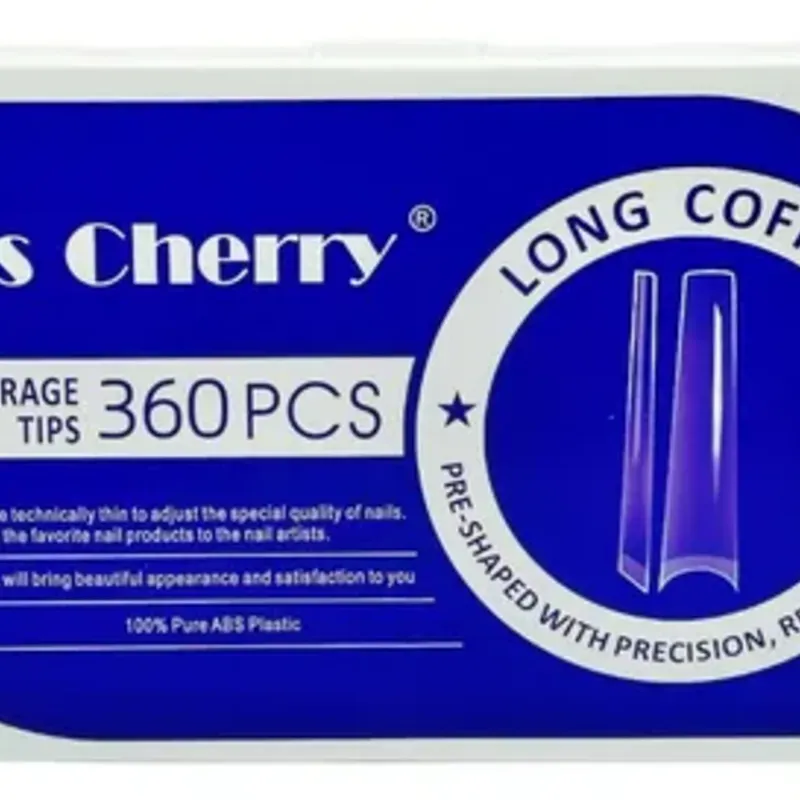 s Cherry®
RAGE
TIPS
360 PCS
e technically thin to adjust the special quality of nails.
the favorite nail products to the nail artists.
will bring beautiful appearance and satisfaction to you
100% Pure ABS Plastic
LONG COF
★ PRE-SHAPED WITH PRECISION, RE